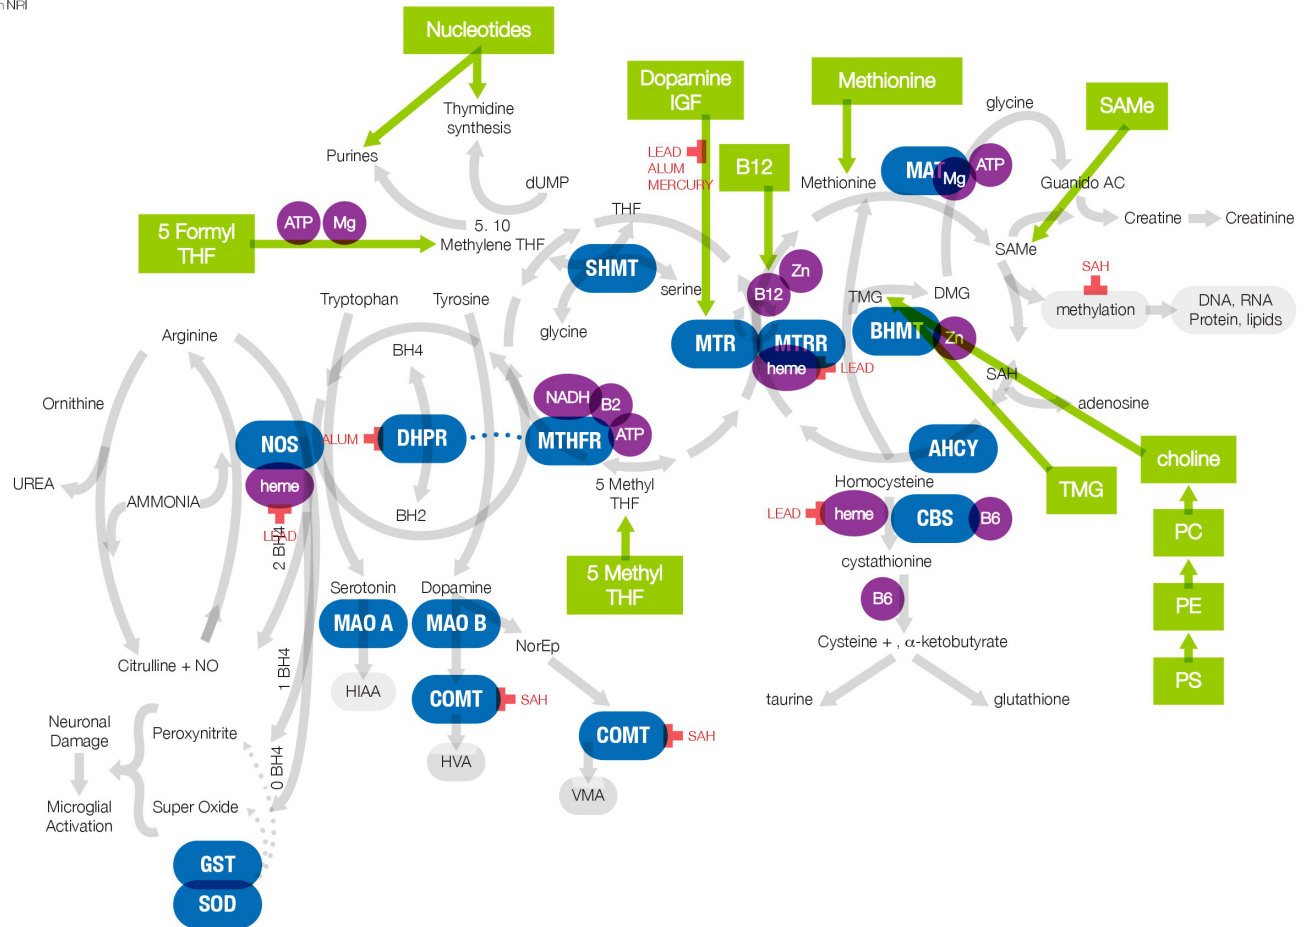 n NRI
Nucleotides
Dopamine
IGF
Methionine
SAMe
glycine
Thymidine
synthesis
Purines
LEAD
ALUM
MERCURY
B12
Methionine
MAT
Mg
ATP
Guanido AC
dUMP
Creatine
Creatinine
5 Formyl
THF
ATP
Mg
5. 10
Methylene THF
THF
SAMe
SHMT
serine
glycine
Zn
B12
SAH
methylation
DNA, RNA
Protein, lipids
TMG
DMG
Tryptophan
Tyrosine
Arginine
BH4
MTR
MTRR
heme
LEAD
BHMT
Zn
SAH
adenosine
Ornithine
NADH
B2
ATP
NOS
ALUM
DHPR
MTHFR
AHCY
choline
UREA
AMMONIA
heme
LEAD
2 BH4
BH2
5 Methyl
THF
Homocysteine
TMG
LEAD
heme
CBS
B6
PC
cystathionine
5 Methyl
THF
Serotonin
Dopamine
B6
PE
MAO A
MAO B
NorEp
Cysteine + , α-ketobutyrate
Citrulline + NO
1 BH4
HIAA
COMT
SAH
taurine
glutathione
PS
Neuronal
Damage
Peroxynitrite
COMT
SAH
0 BH4
HVA
VMA
Microglial
Activation
Super Oxide
GST
SOD